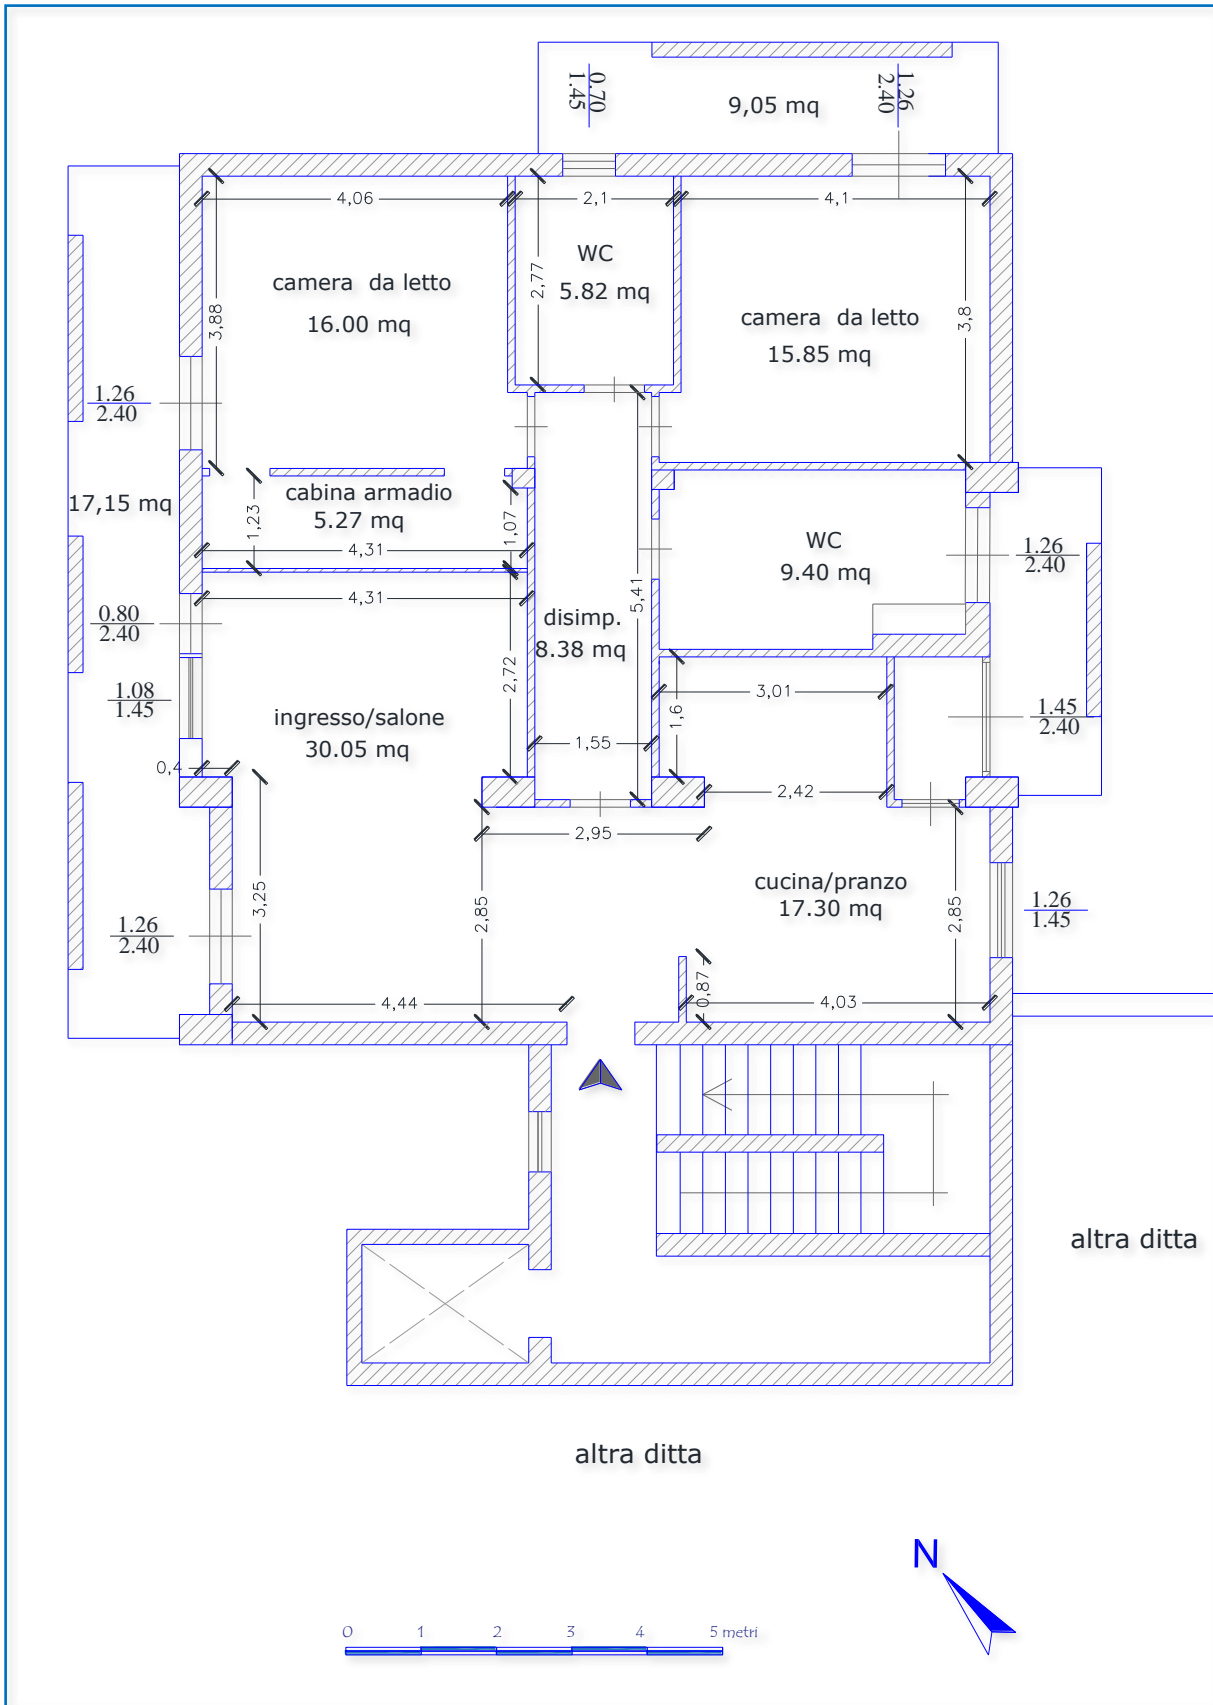 0.70
1.45
1.26
2.40
9,05 mq
4,06
2,1
4,1
WC
5.82 mq
2,77
camera da letto
16.00 mq
3,88
camera da letto
15.85 mq
3,8
1.26
2.40
17,15 mq
cabina armadio
5.27 mq
1,23
1,07
4,31
4,31
WC
9.40 mq
1.26
2.40
5,41
disimp.
8.38 mq
0.80
2.40
1.08
1.45
2,72
ingresso/salone
30.05 mq
3,01
1,6
1.45
2.40
1,55
0,4
2,42
2,95
3,25
2,85
cucina/pranzo
17.30 mq
2,85
1.26
1.45
1.26
2.40
0,87
4,44
4,03
altra ditta
altra ditta
N
0 1 2 3 4 5 metri